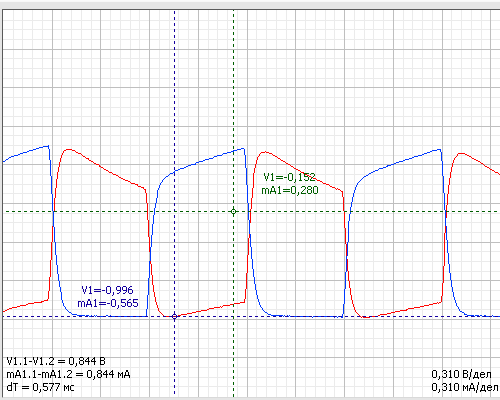 V1=-0,152
mA1=0,280
V1=-0,996
mA1=-0,565
V1.1-V1.2 = 0,844 В
mA1.1-mA1.2 = 0,844 мА
dT = 0,577 мс
0,310 В/дел
0,310 мА/дел